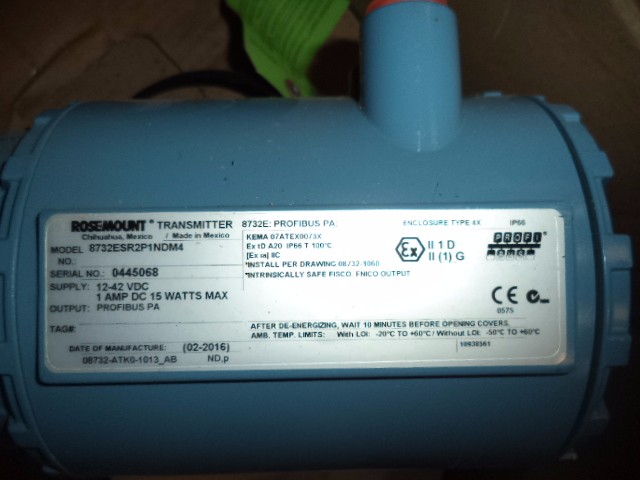 ROSEMOUNT® TRANSMITTER
Chihuahua, Mexico / Made in Mexico
MODEL 8732ESR2P1NDM4
NO.:
SERIAL NO.: 0445068
SUPPLY: 12-42 VDC
1 AMP DC 15 WATTS MAX
OUTPUT: PROFIBUS PA
TAG#:
DATE OF MANUFACTURE: (02-2016)
08732-ATK0-1013_AB ND,p
8732E: PROFIBUS PA
KEMA 07ATEX0073X
Ex tD A20 IP66 T 100°C
[Ex ia] IIC
*INSTALL PER DRAWING 08732-1060
*INTRINSICALLY SAFE FISCO, FNICO OUTPUT
ENCLOSURE TYPE 4X IP66
Ex II 1 D
II (1) G
PROFI
BUS
CE
0575
AFTER DE-ENERGIZING, WAIT 10 MINUTES BEFORE OPENING COVERS.
AMB. TEMP. LIMITS: With LOI: -20°C TO +60°C/ Without LOI: -50°C TO +60°C
10938561